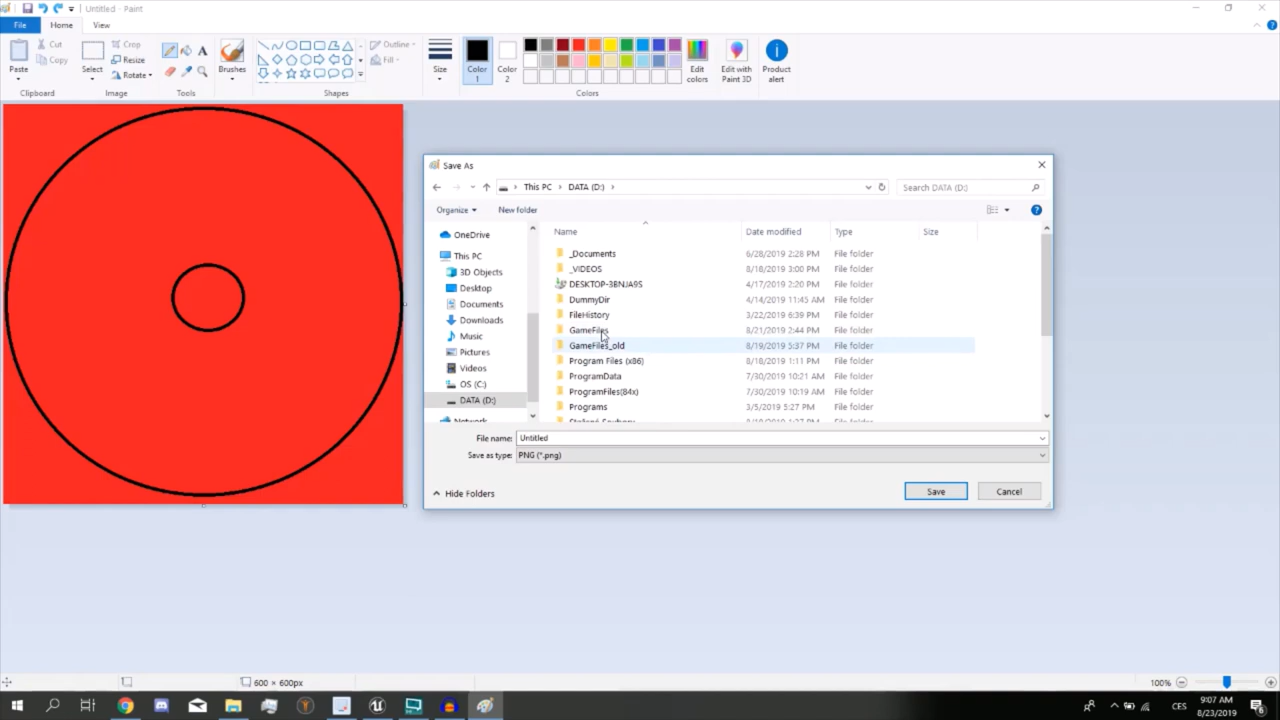 Untitled - Paint
File Home View
Paste
Cut
Copy
Clipboard
Select
Crop
Resize
Rotate
Image
Tools
Brushes
Shapes
Outline
Fill
Size
Color 1
Color 2
Colors
Edit colors
Edit with Paint 3D
Product alert
Save As
This PC > DATA (D:) >
Search DATA (D:)
Organize New folder
Name Date modified Type Size
OneDrive
This PC
3D Objects
Desktop
Documents
Downloads
Music
Pictures
Videos
OS (C:)
DATA (D:)
Network
_Documents 6/28/2019 2:28 PM File folder
_VIDEOS 8/18/2019 3:00 PM File folder
DESKTOP-3BNJA9S 4/17/2019 2:20 PM File folder
DummyDir 4/14/2019 11:45 AM File folder
FileHistory 3/22/2019 6:39 PM File folder
GameFiles 8/21/2019 2:44 PM File folder
GameFiles_old 8/19/2019 5:37 PM File folder
Program Files (x86) 8/18/2019 1:11 PM File folder
ProgramData 7/30/2019 10:21 AM File folder
ProgramFiles(84x) 7/30/2019 10:19 AM File folder
Programs 3/5/2019 5:27 PM File folder
File name: Untitled
Save as type: PNG (*.png)
Hide Folders
Save Cancel
600 × 600px
100%
CES
9:07 AM
8/23/2019